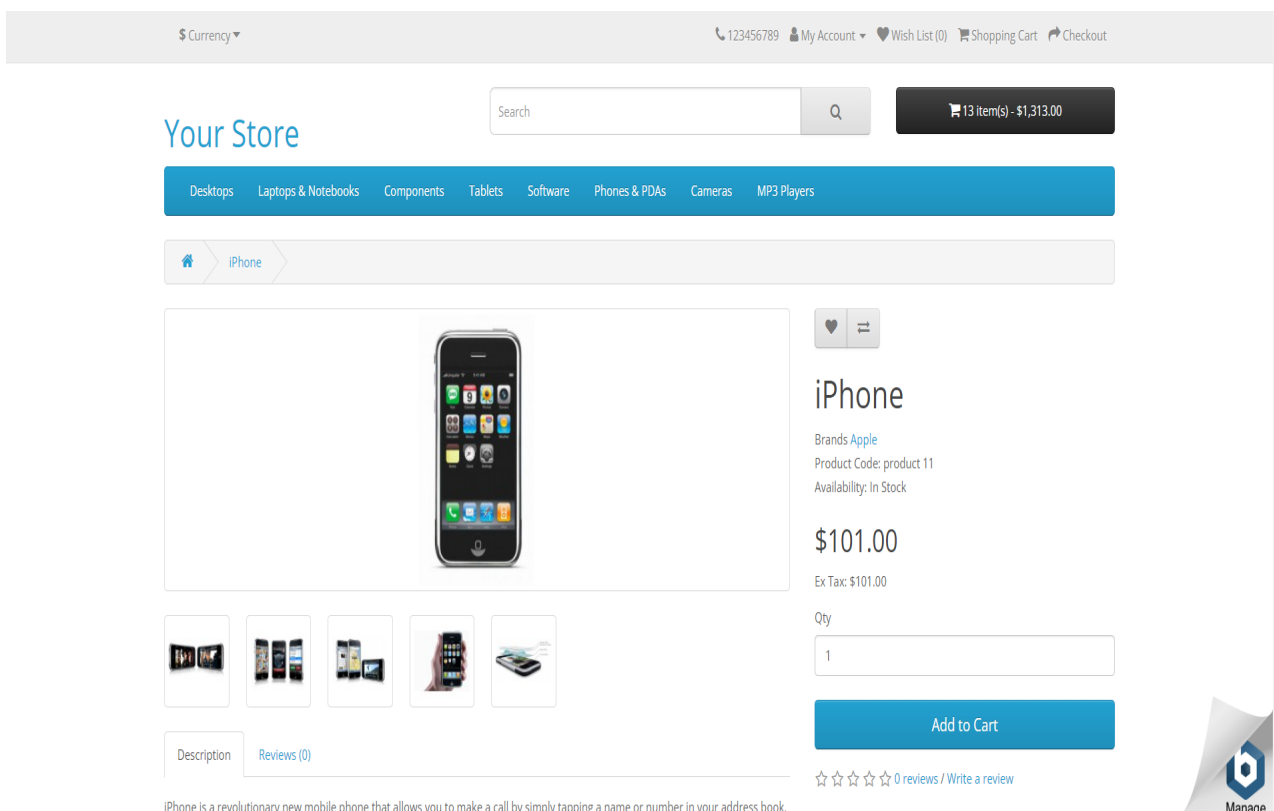 $ Currency
123456789 My Account Wish List (0) Shopping Cart Checkout
Your Store
Search
13 item(s) - $1,313.00
Desktops Laptops & Notebooks Components Tablets Software Phones & PDAs Cameras MP3 Players
iPhone
iPhone
Brands Apple
Product Code: product 11
Availability: In Stock
$101.00
Ex Tax: $101.00
Qty
1
Add to Cart
0 reviews / Write a review
Description Reviews (0)
iPhone is a revolutionary new mobile phone that allows you to make a call by simply tapping a name or number in your address book,
Manage